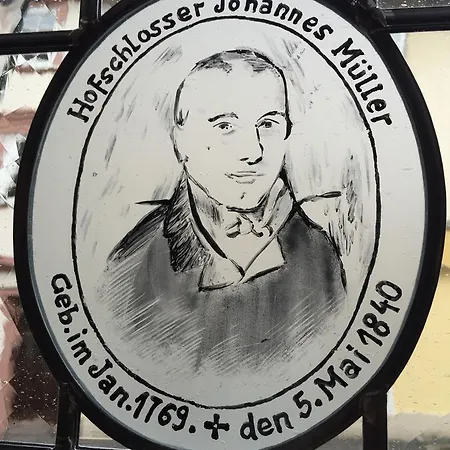 Hofschlosser Johannes Müller
Geb. im Jan. 1769. ✝ den 5. Mai 1840